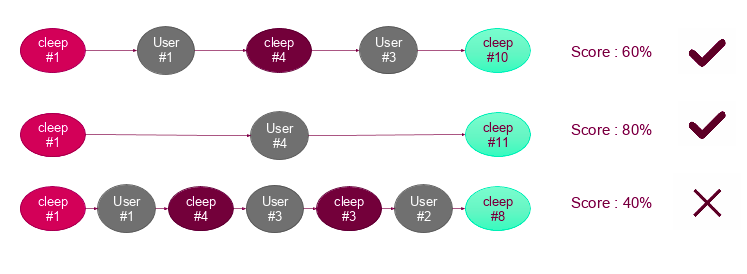 cleep
#1
User
#1
cleep
#4
User
#3
cleep
#10
Score : 60%
cleep
#1
User
#4
cleep
#11
Score : 80%
cleep
#1
User
#1
cleep
#4
User
#3
cleep
#3
User
#2
cleep
#8
Score : 40%